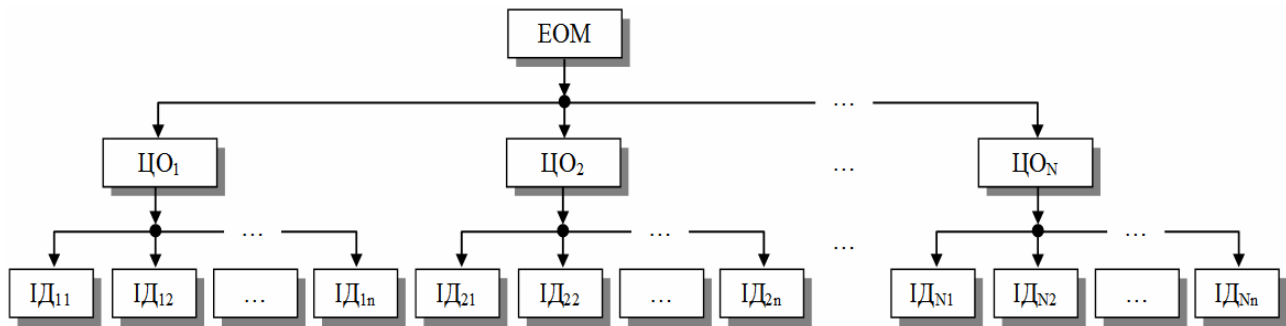 ЕОМ
…
ЦО₁ ЦО₂ … ЦОN
… … … …
ІД₁₁ ІД₁₂ … ІД₁ₙ ІД₂₁ ІД₂₂ … ІД₂ₙ ІДN₁ ІДN₂ … ІДNₙ